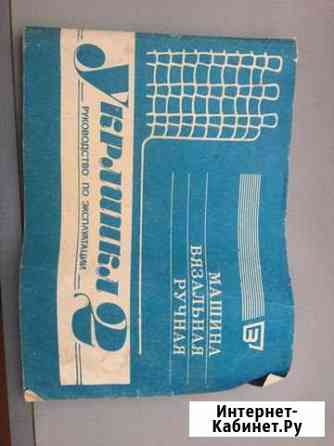 МАШИНА
ВЯЗАЛЬНАЯ
РУЧНАЯ
Украинка 2
РУКОВОДСТВО ПО ЭКСПЛУАТАЦИИ
Интернет-
Кабинет.Ру